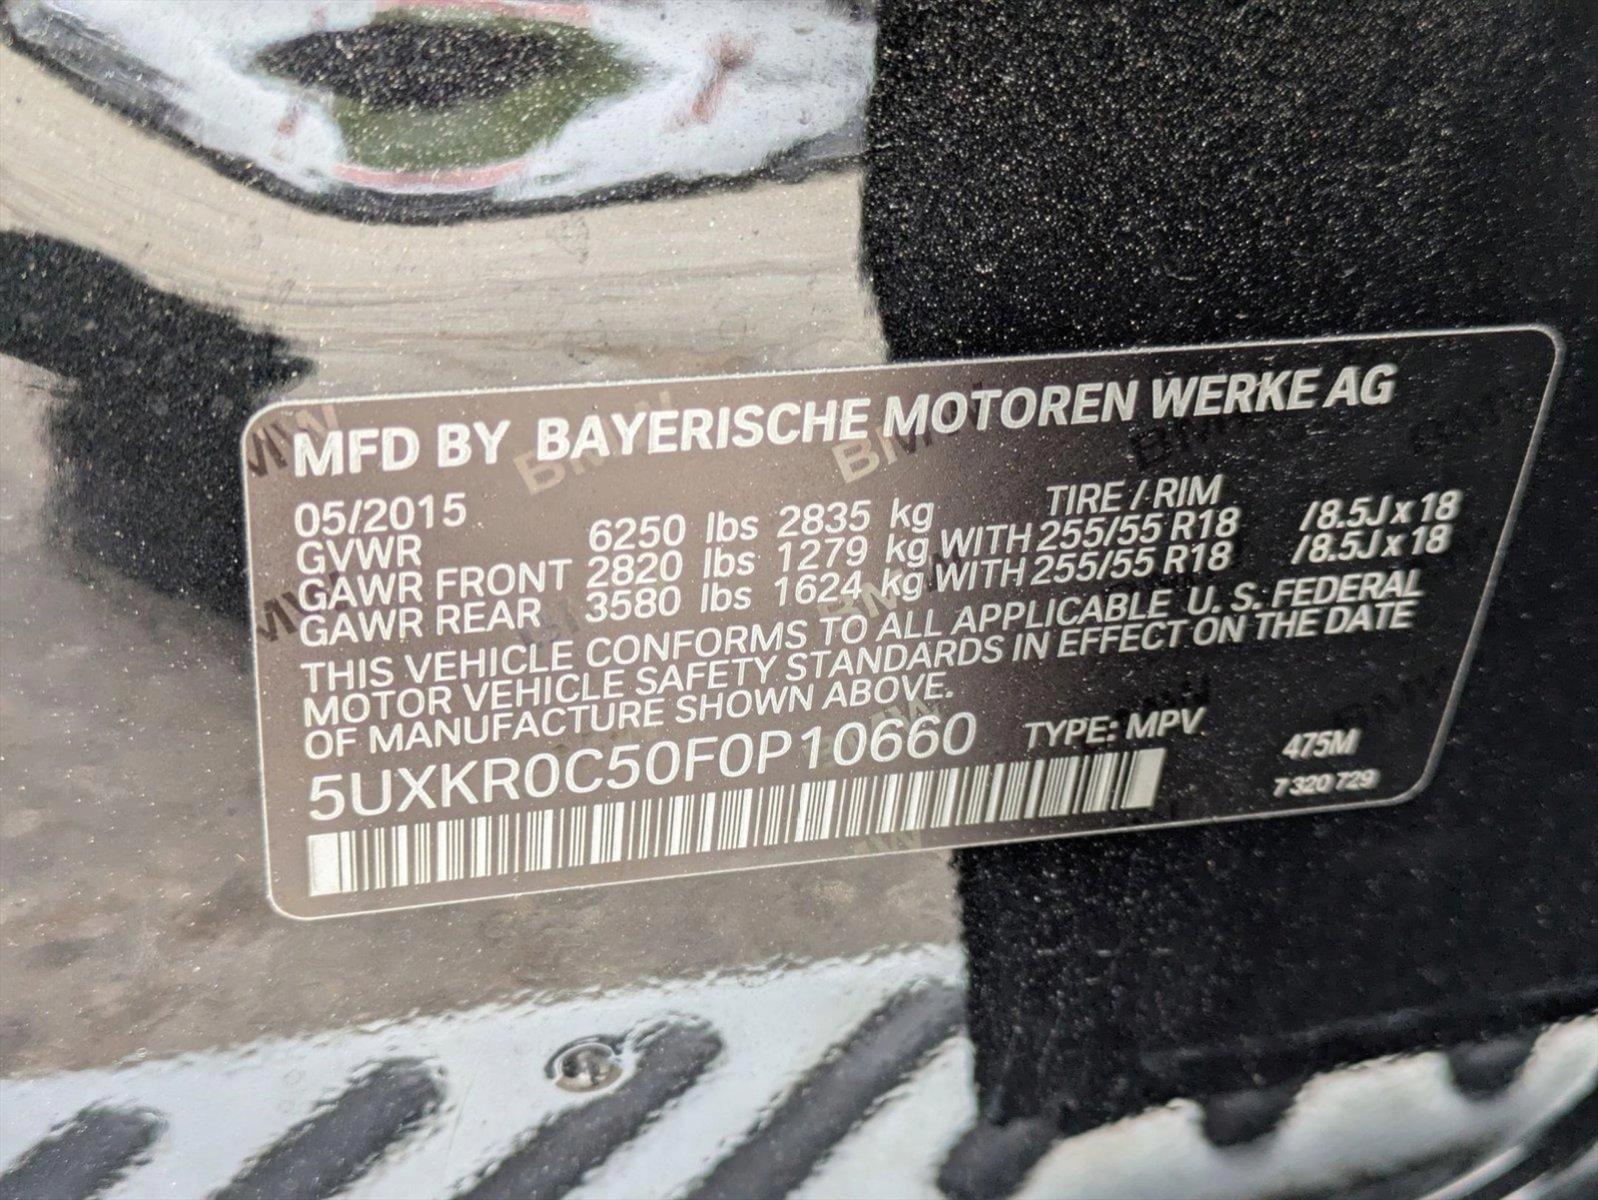 MFD BY BAYERISCHE MOTOREN WERKE AG
05/2015 TIRE / RIM
GVWR 6250 lbs 2835 kg
GAWR FRONT 2820 lbs 1279 kg WITH 255/55 R18 /8.5J x 18
GAWR REAR 3580 lbs 1624 kg WITH 255/55 R18 /8.5J x 18
THIS VEHICLE CONFORMS TO ALL APPLICABLE U. S. FEDERAL
MOTOR VEHICLE SAFETY STANDARDS IN EFFECT ON THE DATE
OF MANUFACTURE SHOWN ABOVE.
5UXKR0C50F0P10660 TYPE: MPV 475M
7 320 729